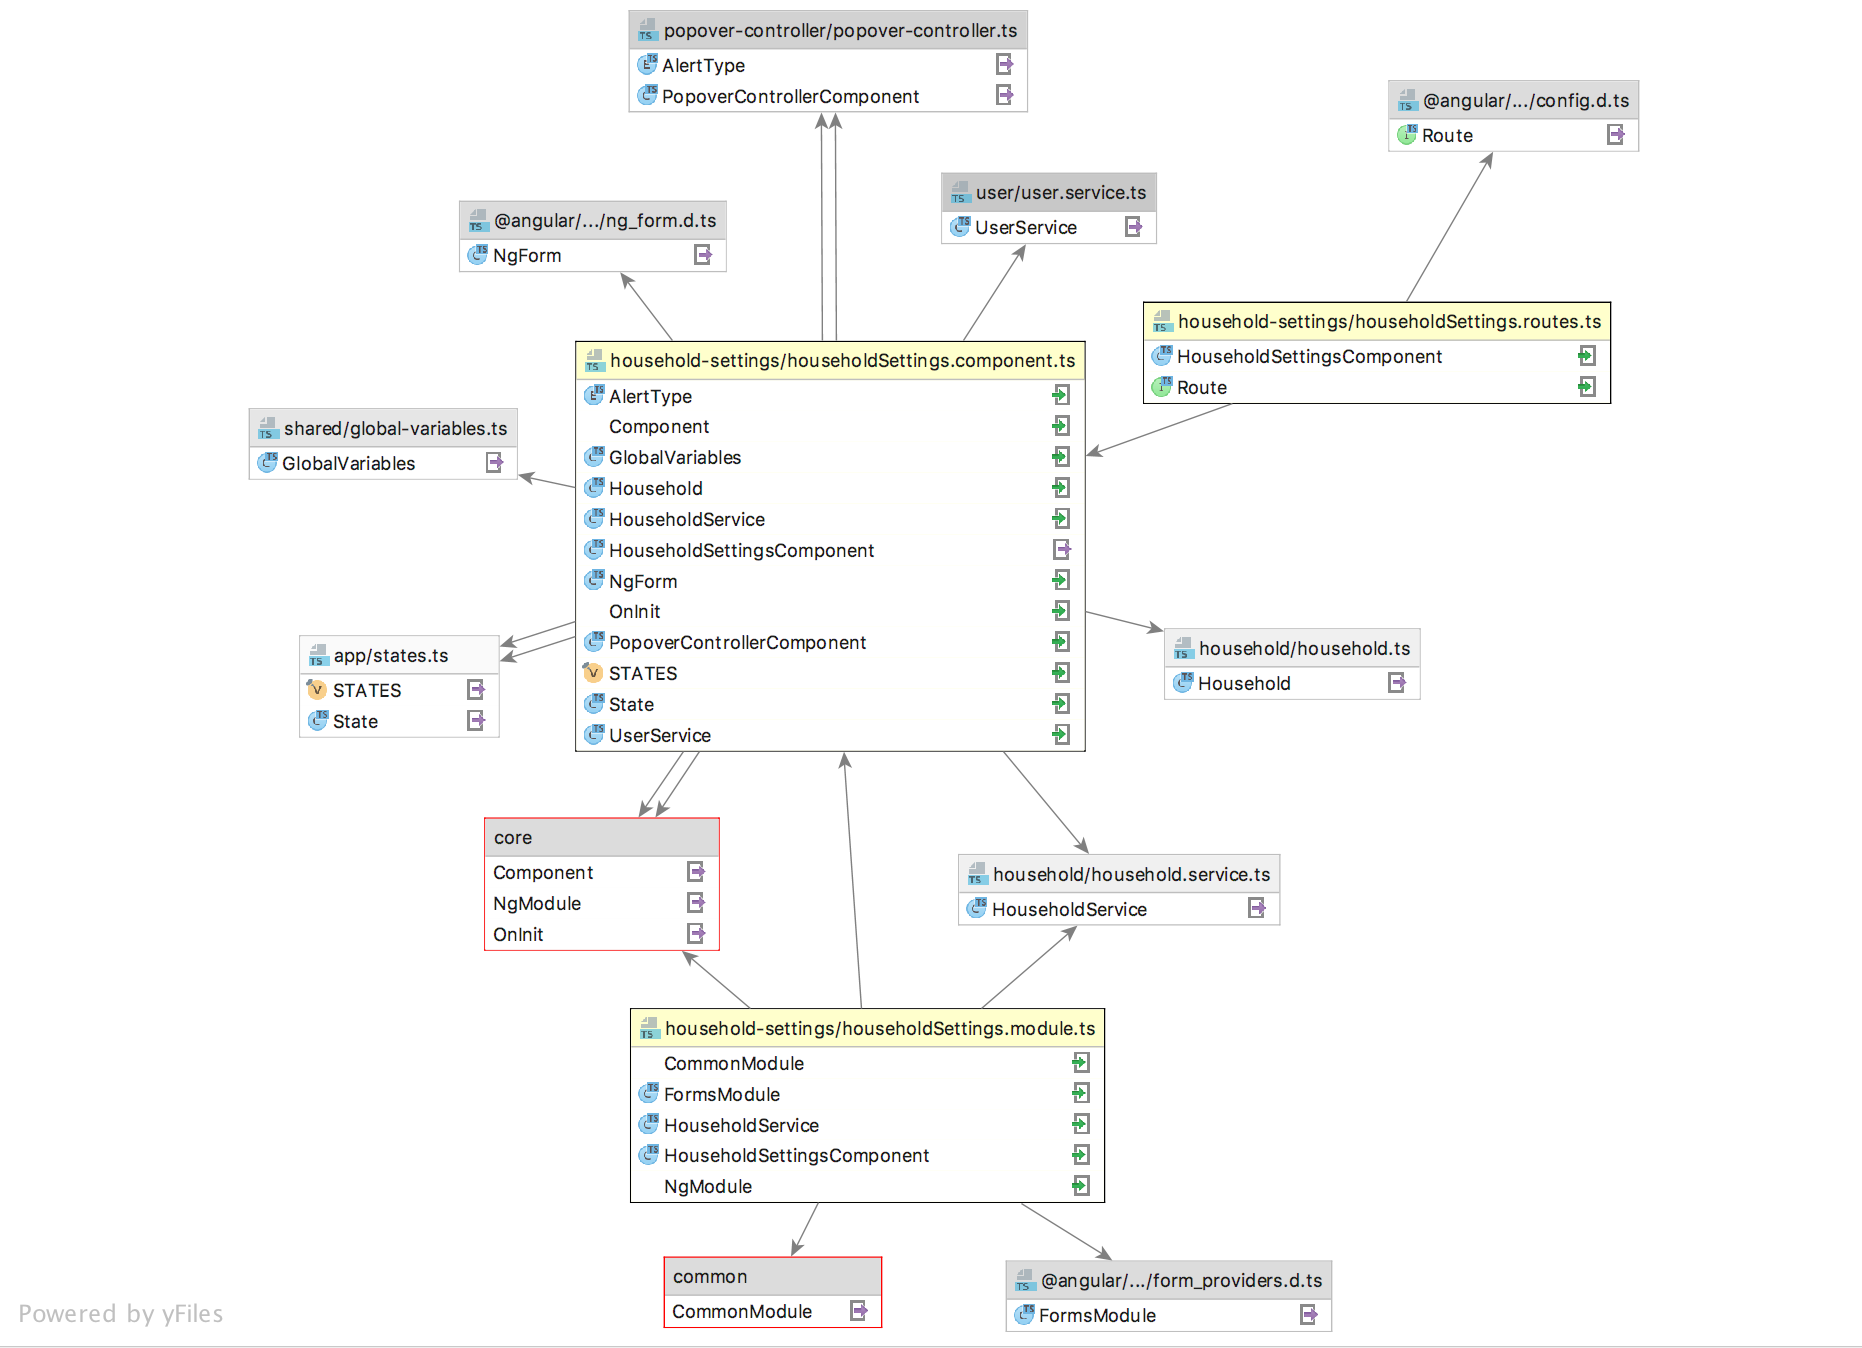 popover-controller/popover-controller.ts
AlertType
PopoverControllerComponent
@angular/.../config.d.ts
Route
user/user.service.ts
UserService
@angular/.../ng_form.d.ts
NgForm
household-settings/householdSettings.routes.ts
HouseholdSettingsComponent
Route
household-settings/householdSettings.component.ts
AlertType
Component
GlobalVariables
Household
HouseholdService
HouseholdSettingsComponent
NgForm
OnInit
PopoverControllerComponent
STATES
State
UserService
shared/global-variables.ts
GlobalVariables
app/states.ts
STATES
State
household/household.ts
Household
core
Component
NgModule
OnInit
household/household.service.ts
HouseholdService
household-settings/householdSettings.module.ts
CommonModule
FormsModule
HouseholdService
HouseholdSettingsComponent
NgModule
common
CommonModule
@angular/.../form_providers.d.ts
FormsModule
Powered by yFiles